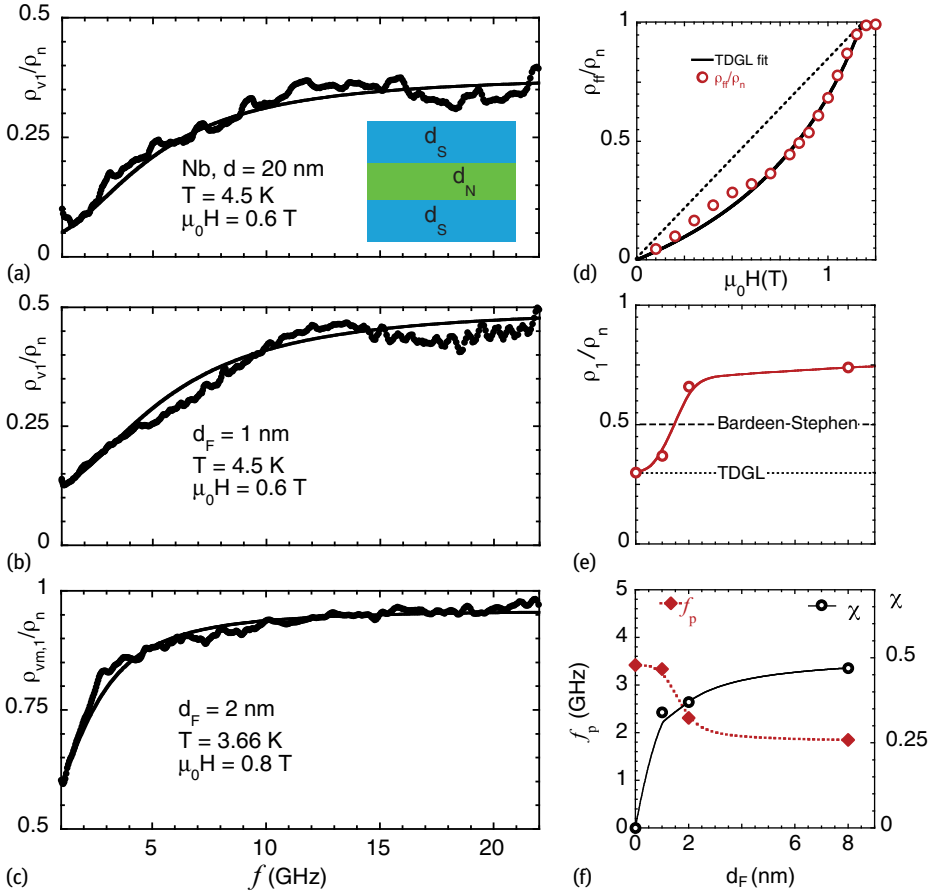 ρv1/ρn
0.5
0.25
0
Nb, d = 20 nm
T = 4.5 K
μ0H = 0.6 T
dS
dN
dS
(a)
ρv1/ρn
0.5
0.25
0
dF = 1 nm
T = 4.5 K
μ0H = 0.6 T
(b)
ρvm,1/ρn
1
0.75
0.5
dF = 2 nm
T = 3.66 K
μ0H = 0.8 T
5 10 15 20
(c)
f (GHz)
ρff/ρn
1
0.5
0
TDGL fit
ρff/ρn
0 1
(d)
μ0H(T)
ρ1/ρn
1
0.5
0
Bardeen-Stephen
TDGL
(e)
fp (GHz)
5
4
3
2
1
0
fp
χ
χ
0.5
0.25
0
0 2 4 6 8
(f)
dF (nm)